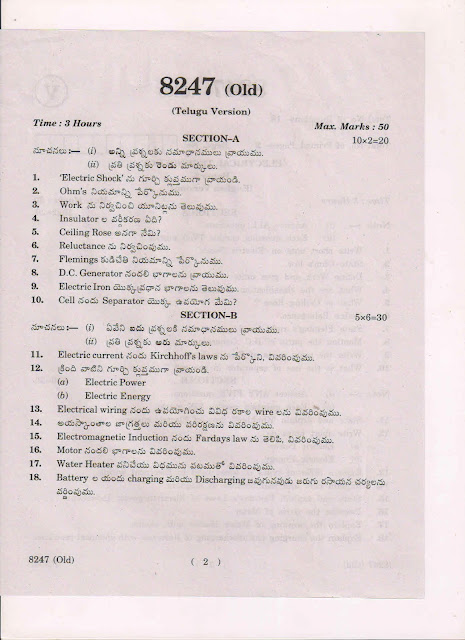 8247 (Old)
(Telugu Version)
Time : 3 Hours Max. Marks : 50
SECTION–A 10×2=20
సూచనలు:— (i) అన్ని ప్రశ్నలకు సమాధానములు వ్రాయుము.
(ii) ప్రతి ప్రశ్నకు రెండు మార్కులు.
1. 'Electric Shock' ను గూర్చి క్లుప్తముగా వ్రాయండి.
2. Ohm's నియమాన్ని పేర్కొనుము.
3. Work ను నిర్వచించి యూనిట్లను తెలుపుము.
4. Insulator ల వర్గీకరణ ఏది?
5. Ceiling Rose అనగా నేమి?
6. Reluctance ను నిర్వచింపుము.
7. Flemings కుడిచేతి నియమాన్ని పేర్కొనుము.
8. D.C. Generator నందలి భాగాలను వ్రాయుము.
9. Electric Iron యొక్కప్రధాన భాగాలను తెలుపుము.
10. Cell నందు Separator యొక్క ఉపయోగ మేమి?
SECTION–B 5×6=30
సూచనలు:— (i) ఏవేని ఐదు ప్రశ్నలకి సమాధానములు వ్రాయుము.
(ii) ప్రతి ప్రశ్నకు ఆరు మార్కులు.
11. Electric current నందు Kirchhoff's laws ను పేర్కొని, వివరింపుము.
12. క్రింది వాటిని గూర్చి క్లుప్తముగా వ్రాయండి.
(a) Electric Power
(b) Electric Energy
13. Electrical wiring నందు ఉపయోగించు వివిధ రకాల wire లను వివరింపుము.
14. అయస్కాంతాల జాగ్రత్తలు మరియు పరిరక్షణను వివరింపుము.
15. Electromagnetic Induction నందు Fardays law ను తెలిపి, వివరింపుము.
16. Motor నందలి భాగాలను వివరింపుము.
17. Water Heater పనిచేయు విధమును పటముతో వివరింపుము.
18. Battery ల యందు charging మరియు Discharging జరుగునపుడు జరుగు రసాయన చర్యలను
వర్ణింపుము.
8247 (Old) ( 2 )